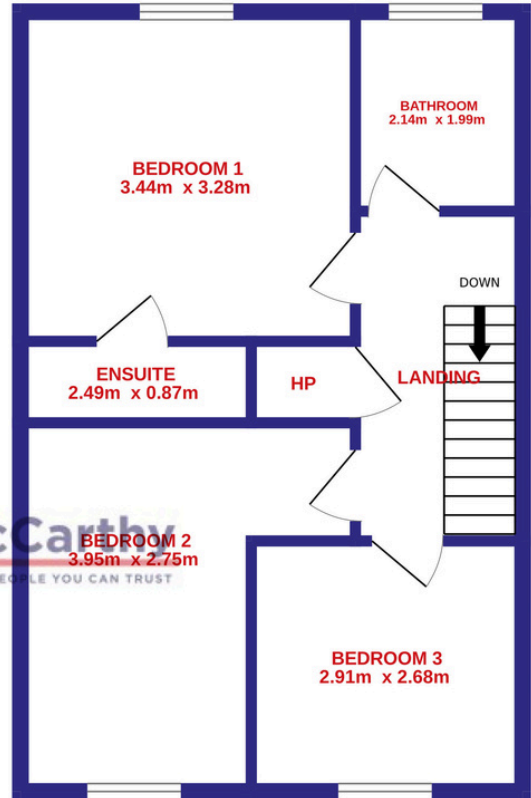 BATHROOM
2.14m x 1.99m
BEDROOM 1
3.44m x 3.28m
DOWN
ENSUITE
2.49m x 0.87m
HP
LANDING
cCarthy
BEDROOM 2
3.95m x 2.75m
EOPLE YOU CAN TRUST
BEDROOM 3
2.91m x 2.68m